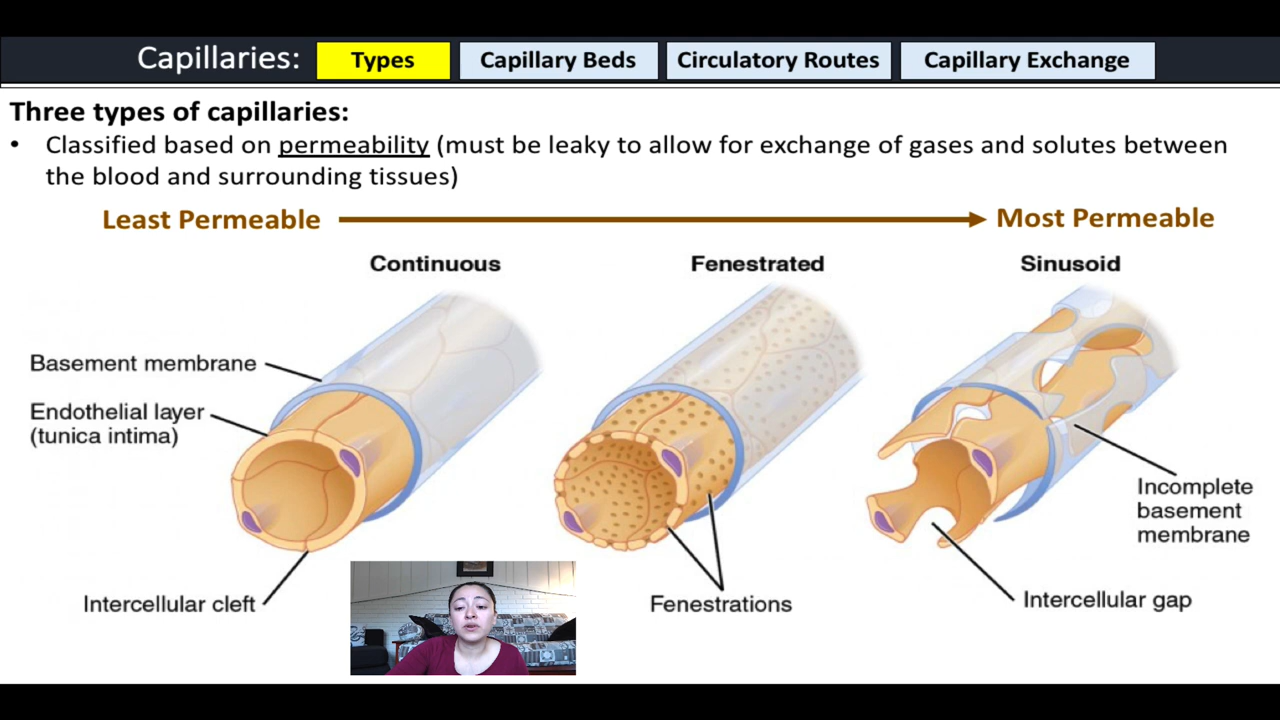 Capillaries: Types Capillary Beds Circulatory Routes Capillary Exchange
Three types of capillaries:
• Classified based on permeability (must be leaky to allow for exchange of gases and solutes between
the blood and surrounding tissues)
Least Permeable Most Permeable
Continuous Fenestrated Sinusoid
Basement membrane
Endothelial layer
(tunica intima)
Incomplete
basement
membrane
Intercellular cleft
Fenestrations
Intercellular gap